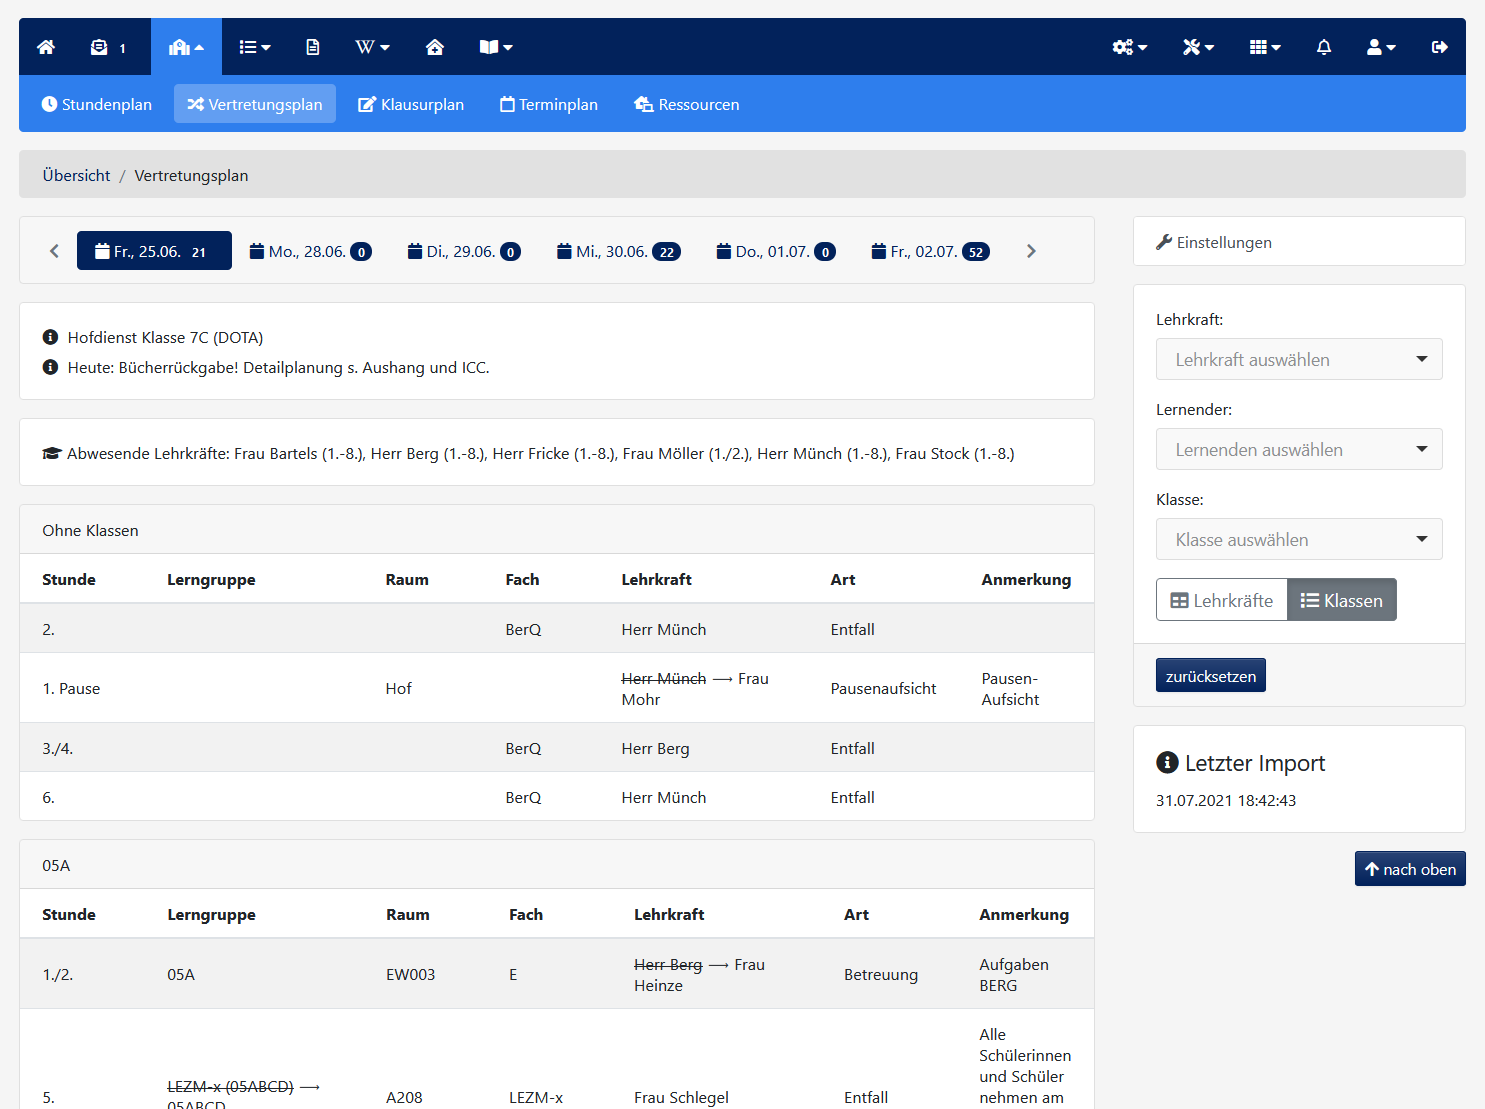 1
Stundenplan Vertretungsplan Klausurplan Terminplan Ressourcen
Übersicht / Vertretungsplan
Fr., 25.06. 21 Mo., 28.06. 0 Di., 29.06. 0 Mi., 30.06. 22 Do., 01.07. 0 Fr., 02.07. 52
Hofdienst Klasse 7C (DOTA)
Heute: Bücherrückgabe! Detailplanung s. Aushang und ICC.
Abwesende Lehrkräfte: Frau Bartels (1.-8.), Herr Berg (1.-8.), Herr Fricke (1.-8.), Frau Möller (1./2.), Herr Münch (1.-8.), Frau Stock (1.-8.)
Ohne Klassen
Stunde Lerngruppe Raum Fach Lehrkraft Art Anmerkung
2. BerQ Herr Münch Entfall
1. Pause Hof Herr Münch ⟶ Frau Mohr Pausenaufsicht Pausen-Aufsicht
3./4. BerQ Herr Berg Entfall
6. BerQ Herr Münch Entfall
05A
Stunde Lerngruppe Raum Fach Lehrkraft Art Anmerkung
1./2. 05A EW003 E Herr Berg ⟶ Frau Heinze Betreuung Aufgaben BERG
5. LEZM-x (05ABCD) ⟶ 05ABCD A208 LEZM-x Frau Schlegel Entfall Alle Schülerinnen und Schüler nehmen am
Einstellungen
Lehrkraft:
Lehrkraft auswählen
Lernender:
Lernenden auswählen
Klasse:
Klasse auswählen
Lehrkräfte Klassen
zurücksetzen
Letzter Import
31.07.2021 18:42:43
nach oben